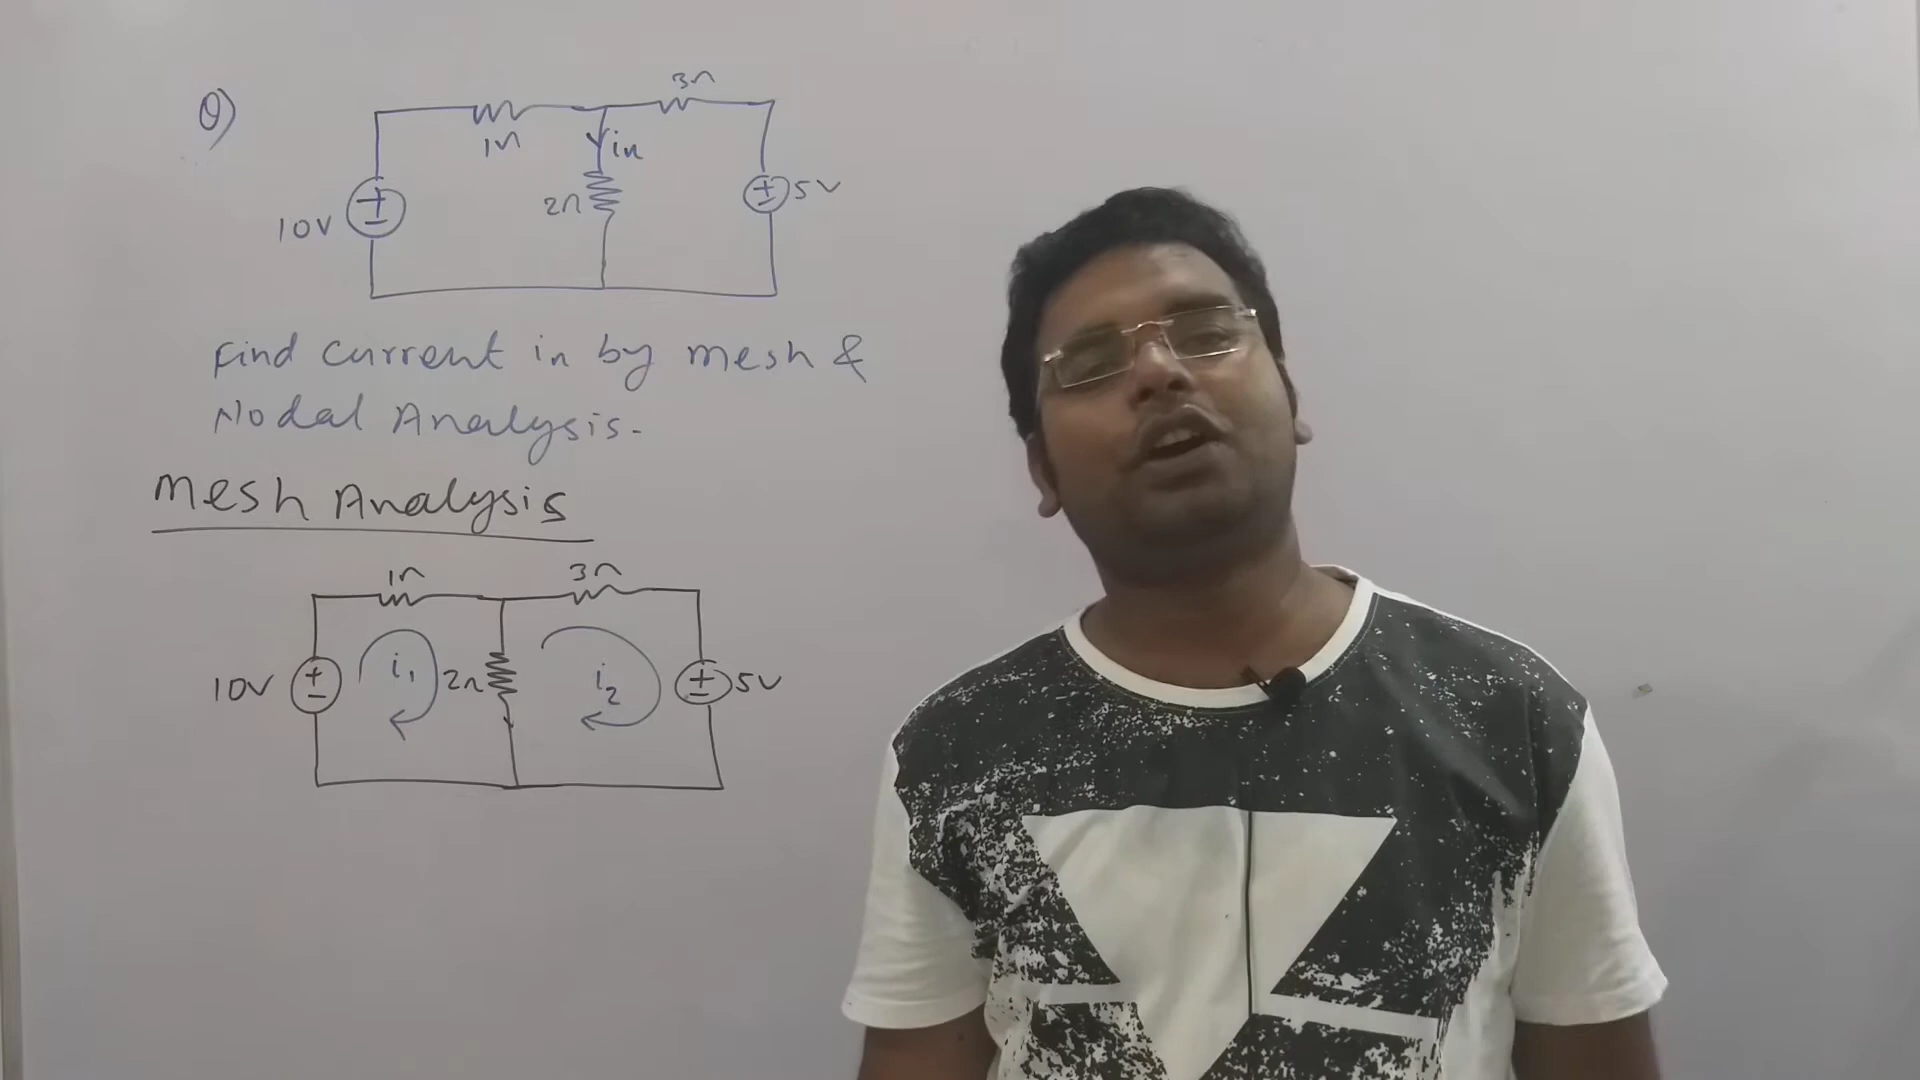 Q)
3Ω
1Ω
in
2Ω
5V
10V
Find current in by mesh &
Nodal Analysis.
Mesh Analysis
1Ω
3Ω
10V
i₁
2Ω
i₂
5V